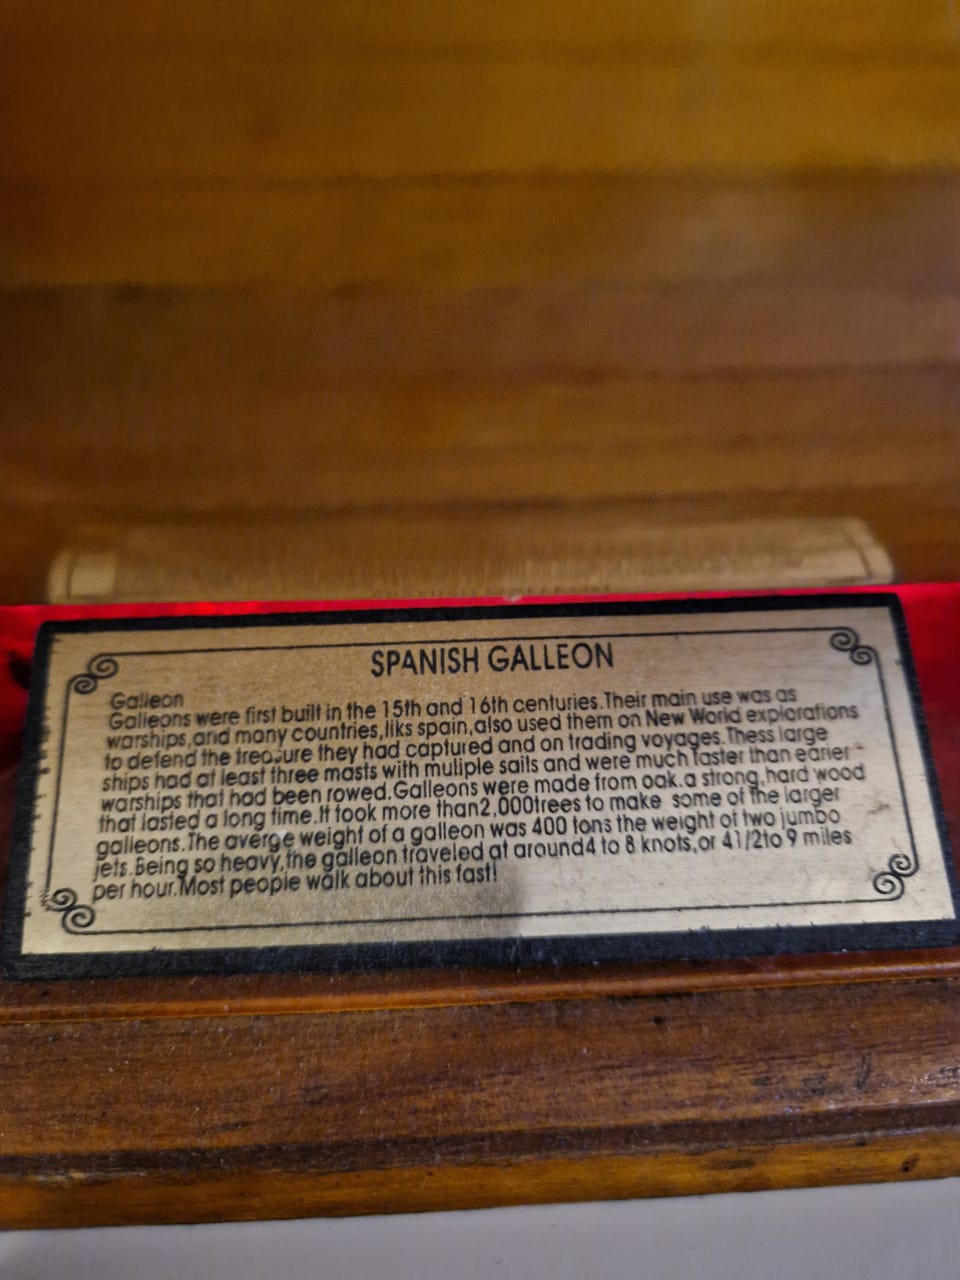 SPANISH GALLEON
Galleon
Galleons were first built in the 15th and 16th centuries.Their main use was as
warships,and many countries,liks spain,also used them on New World explorations
to defend the treasure they had captured and on trading voyages.Thess large
ships had at least three masts with muliple sails and were much faster than earier
warships that had been rowed.Galleons were made from oak.a strong,hard wood
that lasted a long time.It took more than2,000trees to make some of the larger
galleons.The averge weight of a galleon was 400 tons the weight of two jumbo
jets.Being so heavy,the galleon traveled at around4 to 8 knots,or 41/2to 9 miles
per hour.Most people walk about this fast!